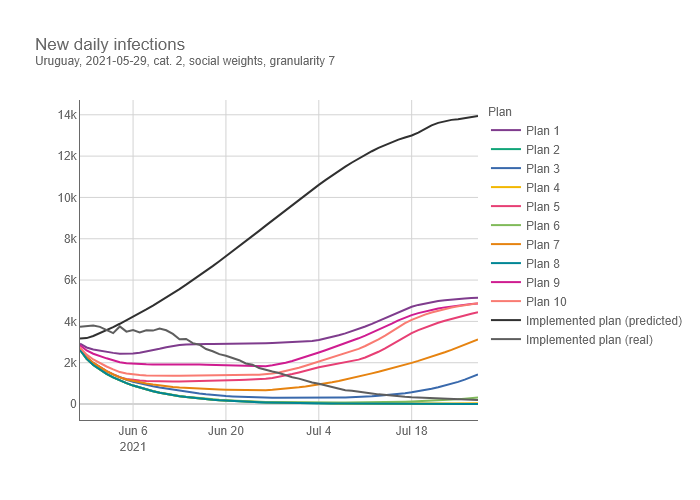 New daily infections
Uruguay, 2021-05-29, cat. 2, social weights, granularity 7
14k
12k
10k
8k
6k
4k
2k
0
Jun 6
2021
Jun 20
Jul 4
Jul 18
Plan
Plan 1
Plan 2
Plan 3
Plan 4
Plan 5
Plan 6
Plan 7
Plan 8
Plan 9
Plan 10
Implemented plan (predicted)
Implemented plan (real)